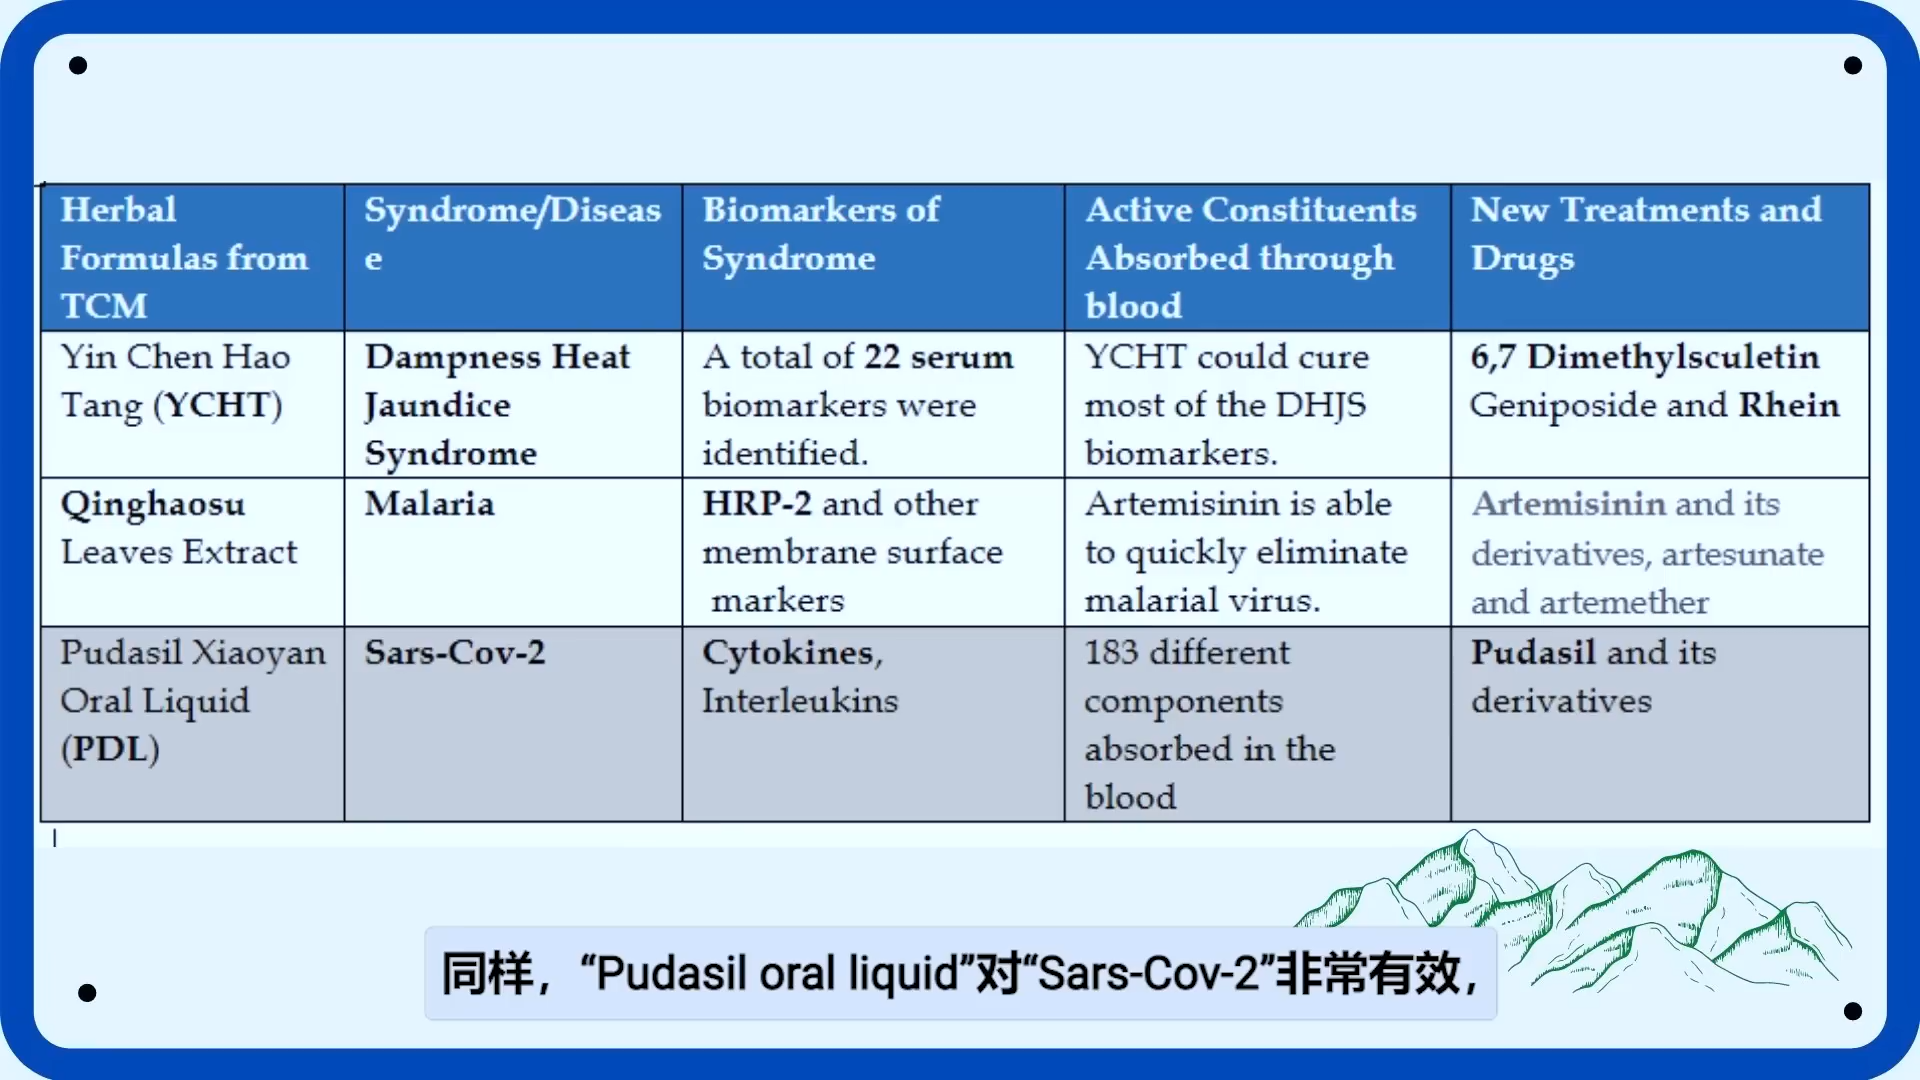 Herbal
Formulas from
TCM
Syndrome/Diseas
e
Biomarkers of
Syndrome
Active Constituents
Absorbed through
blood
New Treatments and
Drugs
Yin Chen Hao
Tang (YCHT)
Dampness Heat
Jaundice
Syndrome
A total of 22 serum
biomarkers were
identified.
YCHT could cure
most of the DHJS
biomarkers.
6,7 Dimethylsculetin
Geniposide and Rhein
Qinghaosu
Leaves Extract
Malaria
HRP-2 and other
membrane surface
markers
Artemisinin is able
to quickly eliminate
malarial virus.
Artemisinin and its
derivatives, artesunate
and artemether
Pudasil Xiaoyan
Oral Liquid
(PDL)
Sars-Cov-2
Cytokines,
Interleukins
183 different
components
absorbed in the
blood
Pudasil and its
derivatives
同样，“Pudasil oral liquid”对“Sars-Cov-2”非常有效，